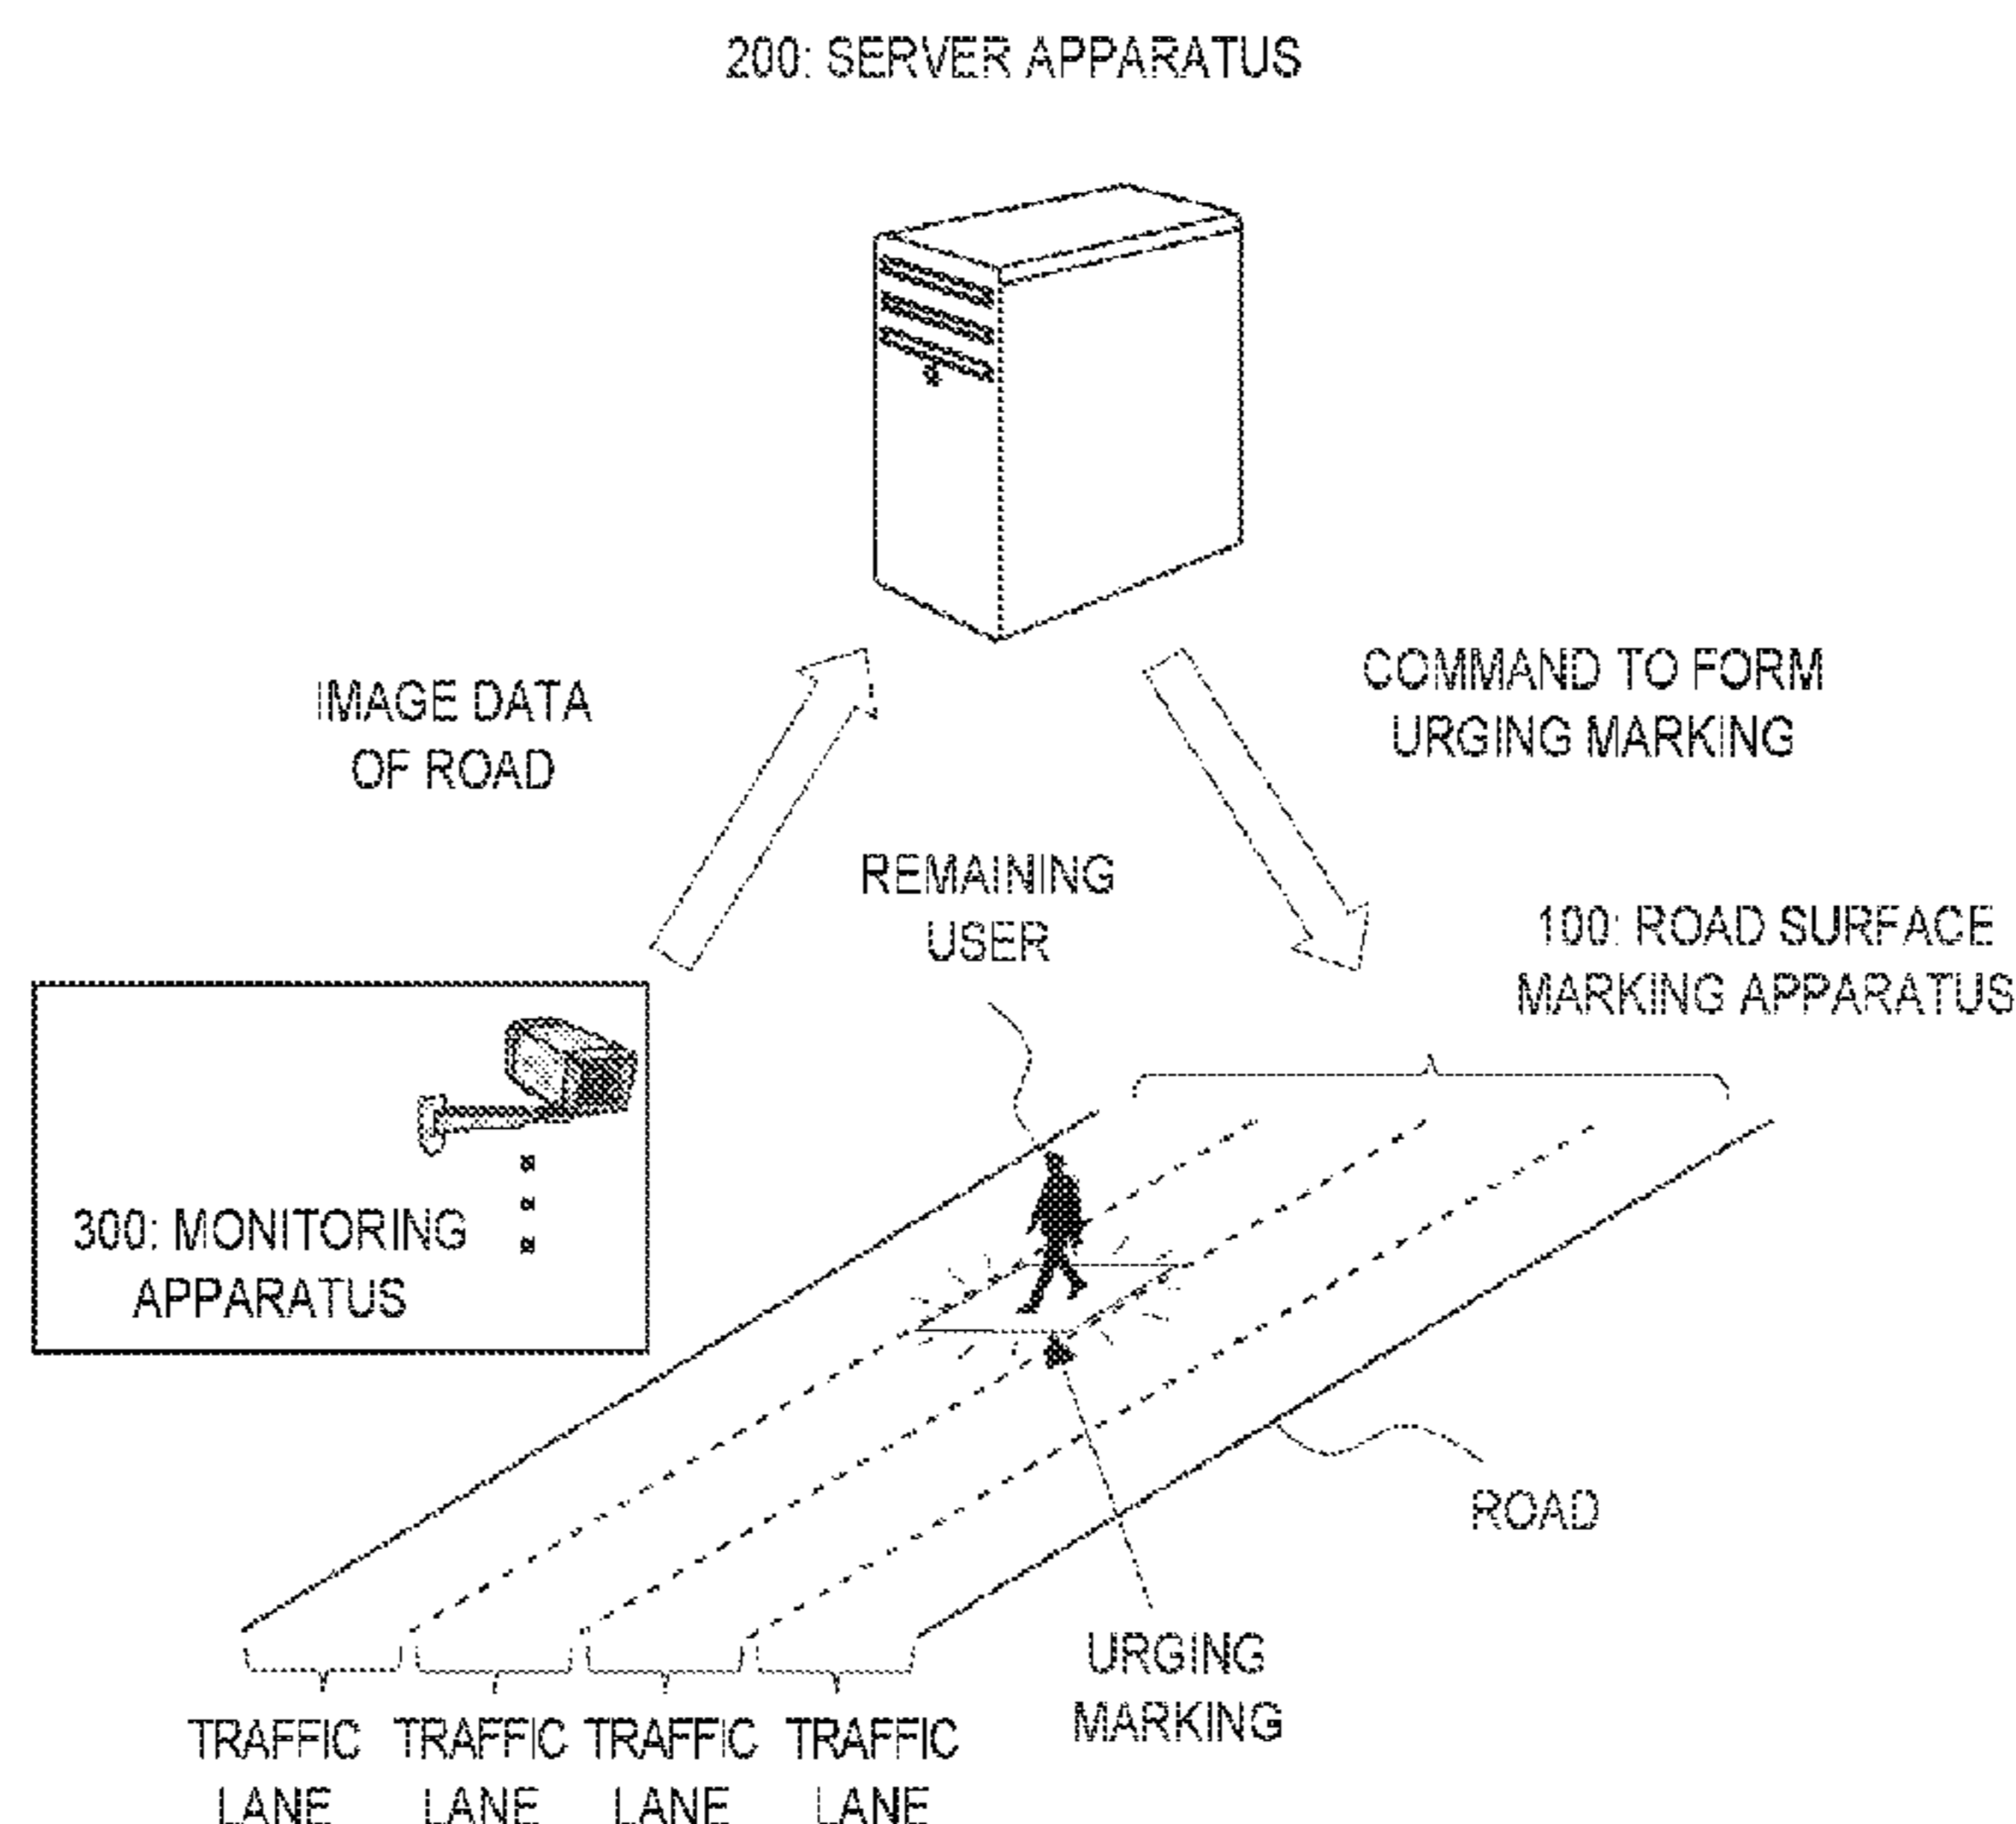 200: SERVER APPARATUS
IMAGE DATA
OF ROAD
COMMAND TO FORM
URGING MARKING
REMAINING
USER
100: ROAD SURFACE
MARKING APPARATUS
300: MONITORING
APPARATUS
ROAD
URGING
MARKING
TRAFFIC
LANE
TRAFFIC
LANE
TRAFFIC
LANE
TRAFFIC
LANE